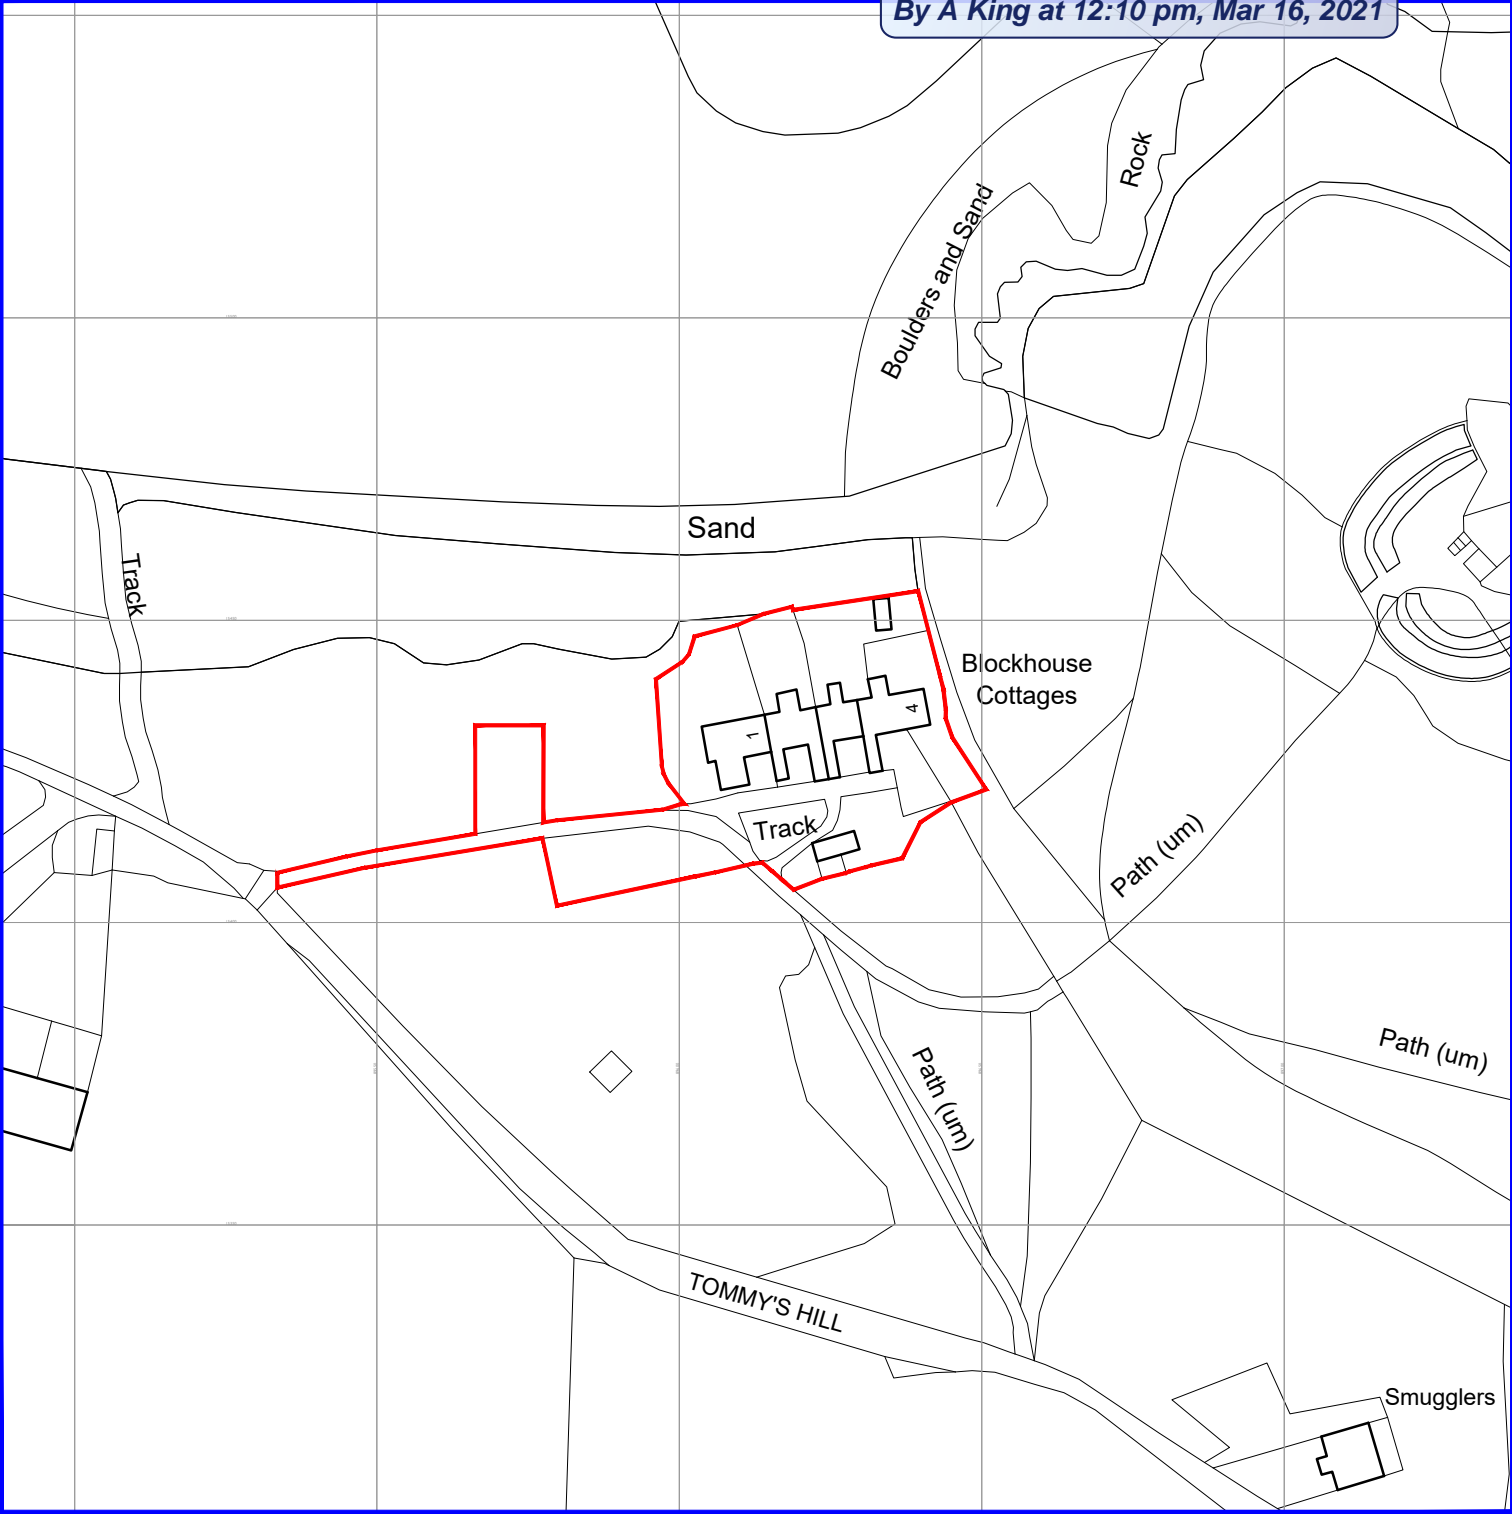 By A King at 12:10 pm, Mar 16, 2021
Rock
Boulders and Sand
Sand
Track
Blockhouse
Cottages
1
4
Track
Path (um)
Path (um)
Path (um)
TOMMY'S HILL
Smugglers